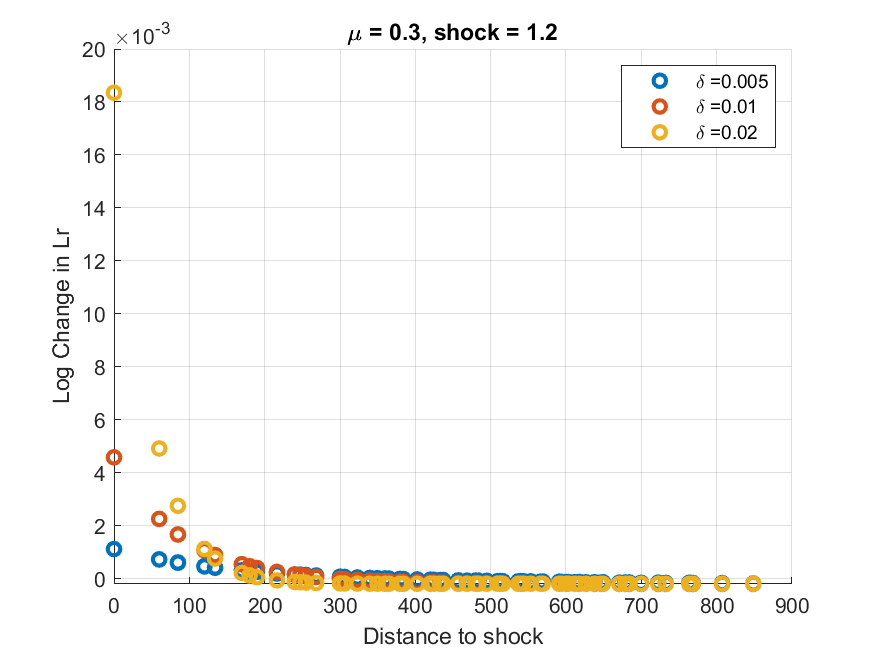 μ = 0.3, shock = 1.2
×10⁻³
20
18
16
14
12
10
8
6
4
2
0
Log Change in Lr
0 100 200 300 400 500 600 700 800 900
Distance to shock
δ =0.005
δ =0.01
δ =0.02